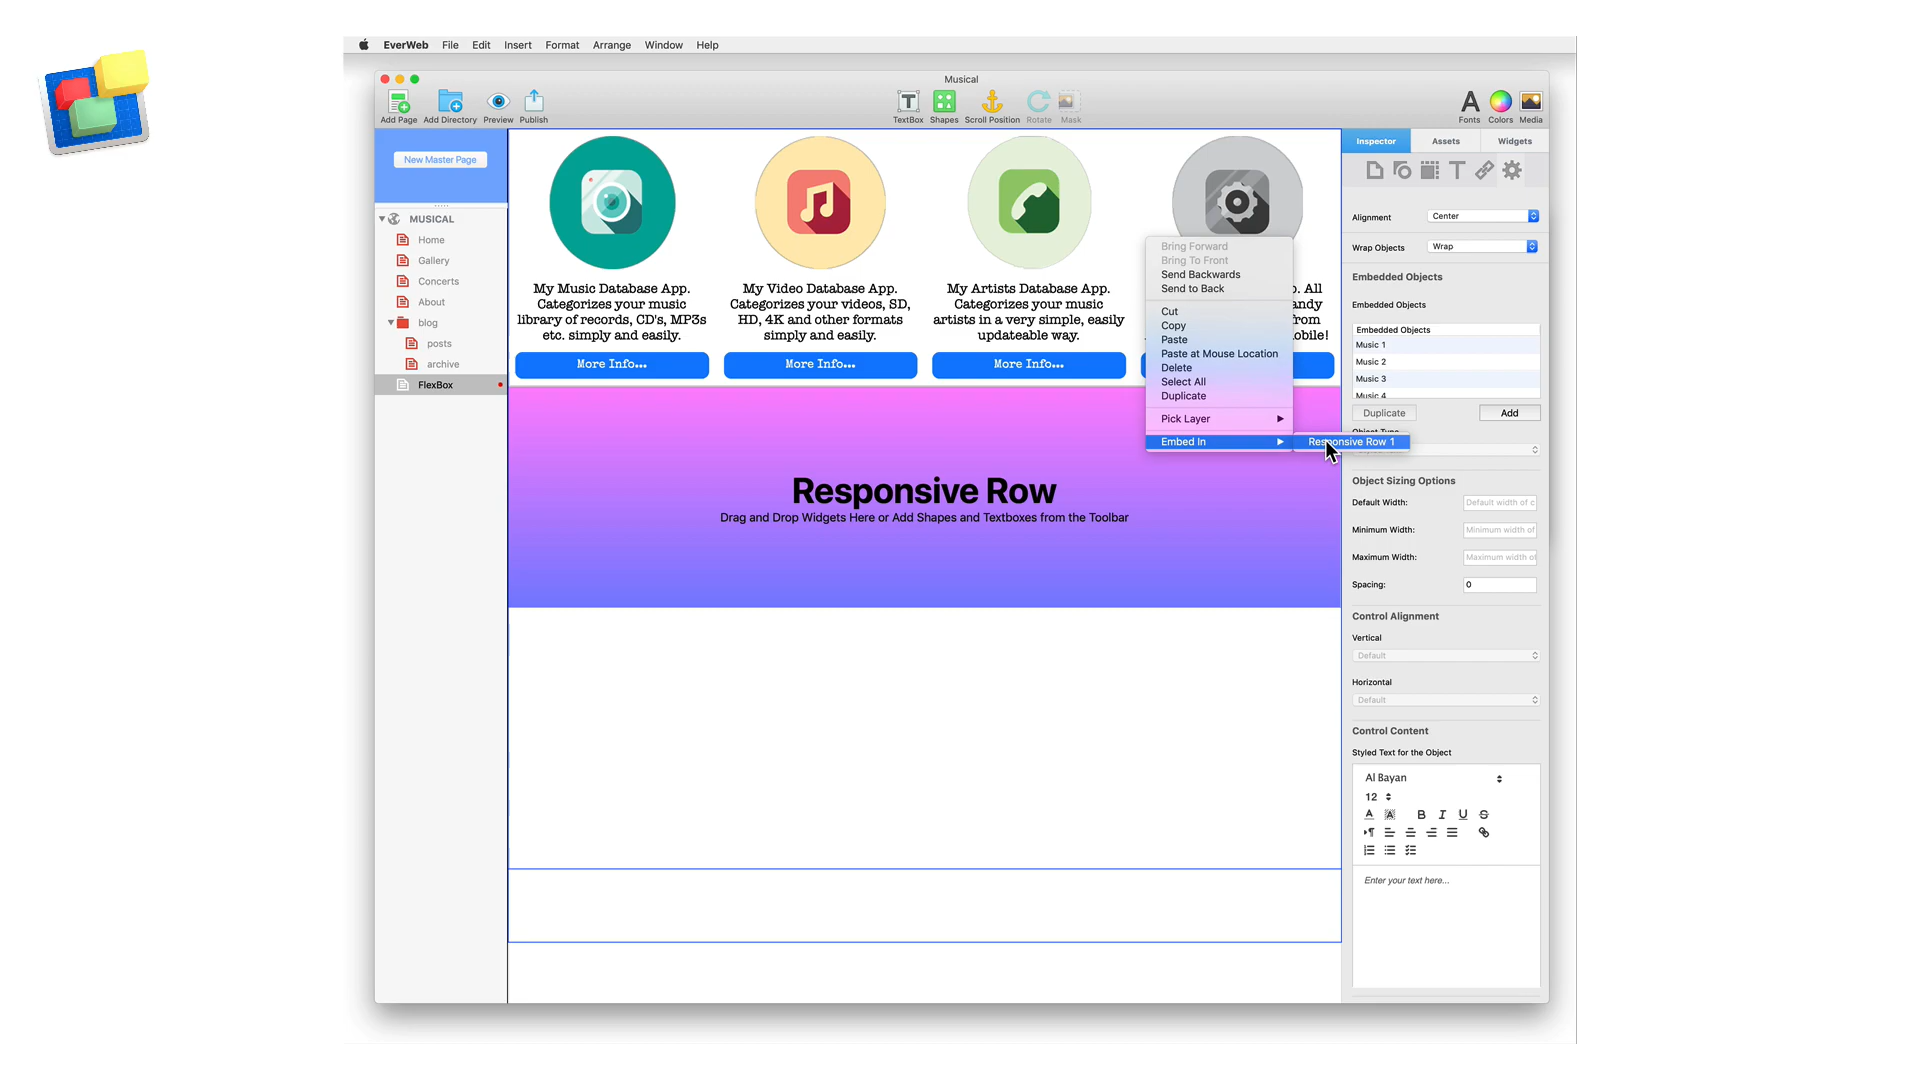 EverWeb File Edit Insert Format Arrange Window Help
Musical
Add Page Add Directory Preview Publish
TextBox Shapes Scroll Position Rotate Mask
Fonts Colors Media
New Master Page
MUSICAL
Home
Gallery
Concerts
About
blog
posts
archive
FlexBox
My Music Database App.
Categorizes your music
library of records, CD's, MP3s
etc. simply and easily.
More Info...
My Video Database App.
Categorizes your videos, SD,
HD, 4K and other formats
simply and easily.
More Info...
My Artists Database App.
Categorizes your music
artists in a very simple, easily
updateable way.
More Info...
Bring Forward
Bring To Front
Send Backwards
Send to Back
Cut
Copy
Paste
Paste at Mouse Location
Delete
Select All
Duplicate
Pick Layer
Embed In
Responsive Row 1
Responsive Row
Drag and Drop Widgets Here or Add Shapes and Textboxes from the Toolbar
Inspector Assets Widgets
Alignment Center
Wrap Objects Wrap
Embedded Objects
Embedded Objects
Embedded Objects
Music 1
Music 2
Music 3
Music 4
Duplicate Add
Object Sizing Options
Default Width: Default width of c
Minimum Width: Minimum width of
Maximum Width: Maximum width of
Spacing: 0
Control Alignment
Vertical
Default
Horizontal
Default
Control Content
Styled Text for the Object
Al Bayan
12
Enter your text here...